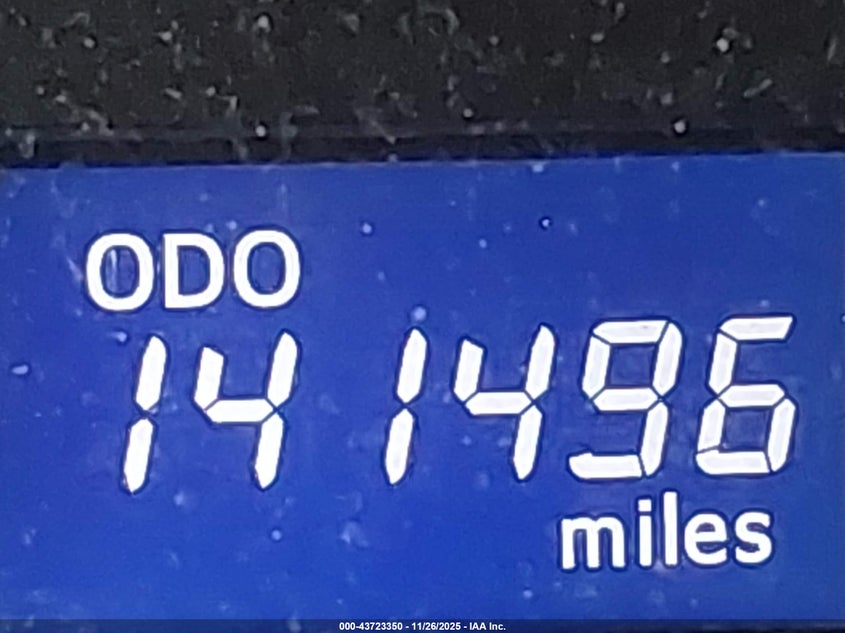 ODO
141496
miles
000-43723350 - 11/26/2025 - IAA Inc.